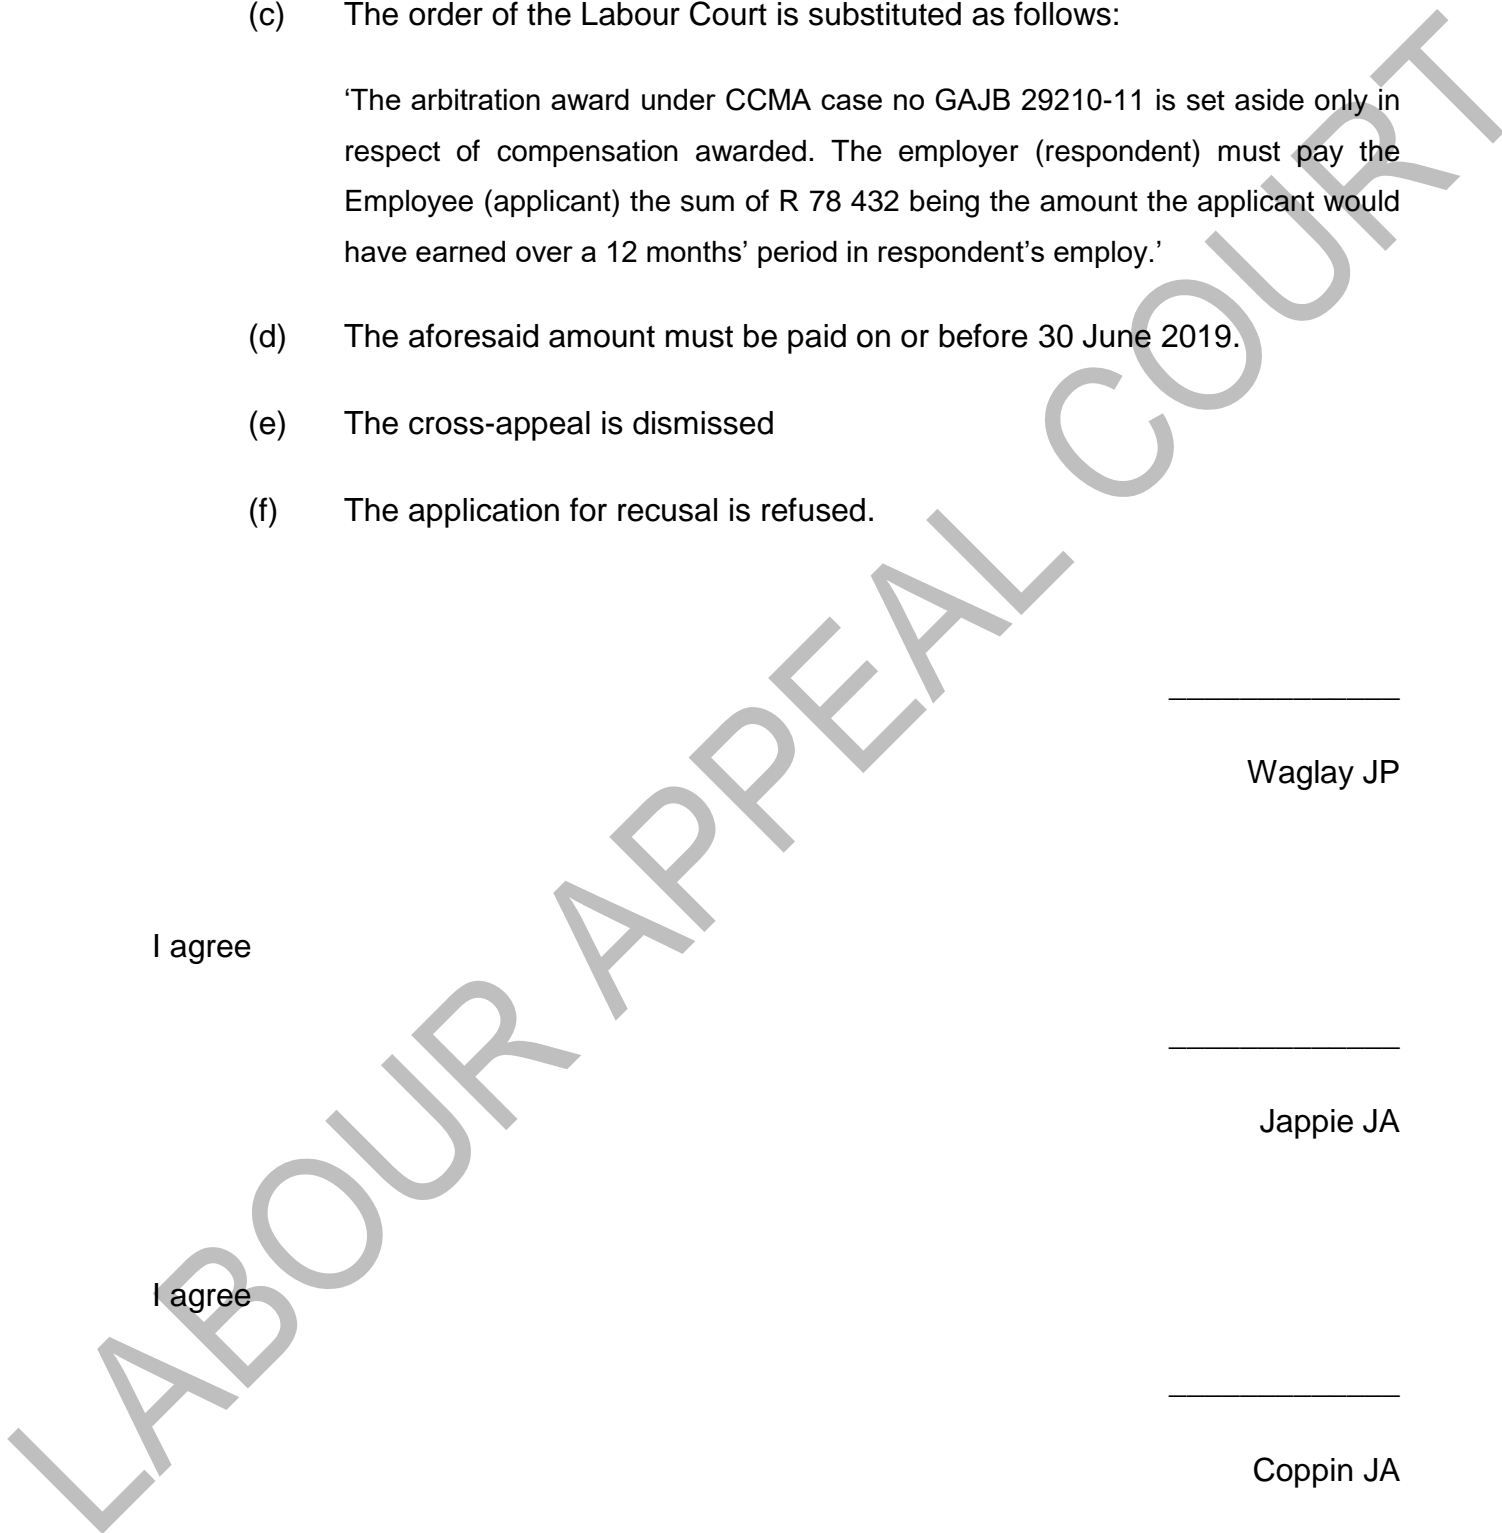 (c) The order of the Labour Court is substituted as follows:
‘The arbitration award under CCMA case no GAJB 29210-11 is set aside only in
respect of compensation awarded. The employer (respondent) must pay the
Employee (applicant) the sum of R 78 432 being the amount the applicant would
have earned over a 12 months’ period in respondent’s employ.’
(d) The aforesaid amount must be paid on or before 30 June 2019.
(e) The cross-appeal is dismissed
(f) The application for recusal is refused.
_____________
Waglay JP
I agree
_____________
Jappie JA
I agree
_____________
Coppin JA
LABOUR APPEAL COURT